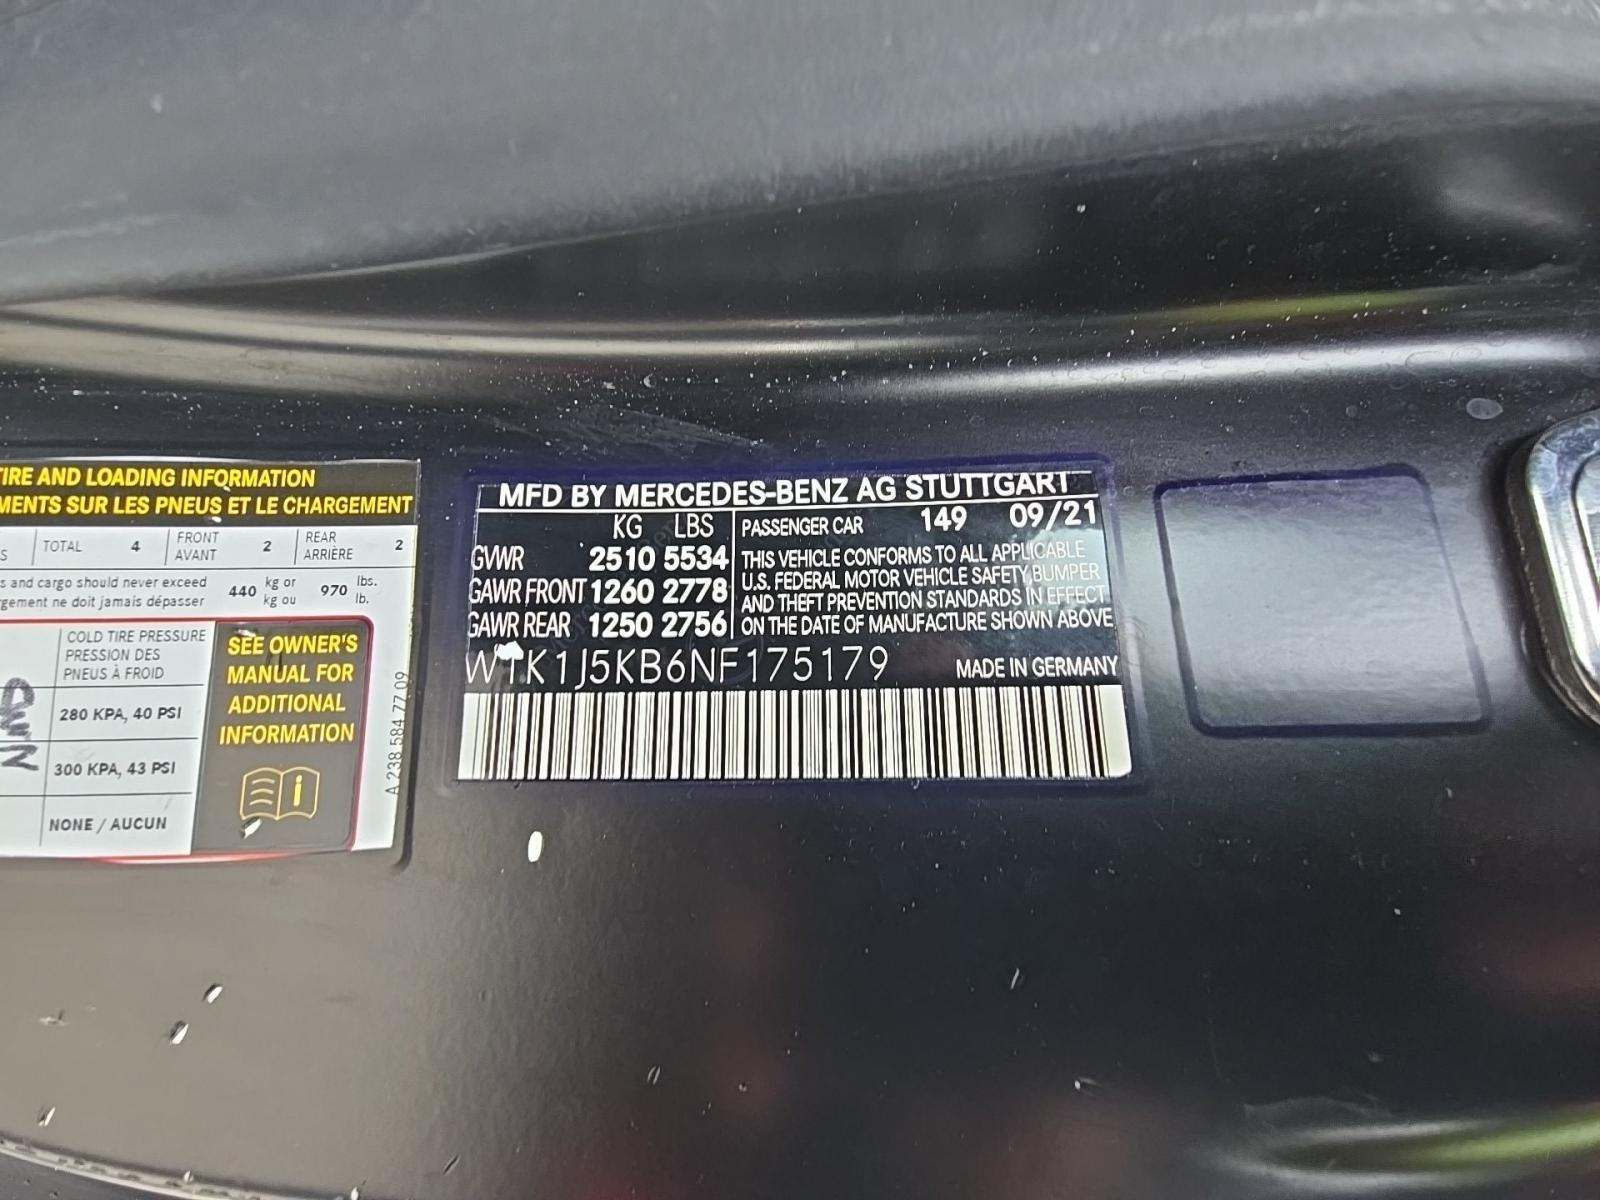 TIRE AND LOADING INFORMATION
MENTS SUR LES PNEUS ET LE CHARGEMENT
S TOTAL 4 FRONT AVANT 2 REAR ARRIÈRE 2
s and cargo should never exceed 440 kg or 970 lbs.
gement ne doit jamais dépasser kg ou lb.
COLD TIRE PRESSURE
PRESSION DES
PNEUS À FROID
280 KPA, 40 PSI
300 KPA, 43 PSI
NONE / AUCUN
SEE OWNER'S
MANUAL FOR
ADDITIONAL
INFORMATION
A 238 584 77 09
MFD BY MERCEDES-BENZ AG STUTTGART
KG LBS
GVWR 2510 5534
GAWR FRONT 1260 2778
GAWR REAR 1250 2756
PASSENGER CAR 149 09/21
THIS VEHICLE CONFORMS TO ALL APPLICABLE
U.S. FEDERAL MOTOR VEHICLE SAFETY, BUMPER
AND THEFT PREVENTION STANDARDS IN EFFECT
ON THE DATE OF MANUFACTURE SHOWN ABOVE
W1K1J5KB6NF175179 MADE IN GERMANY